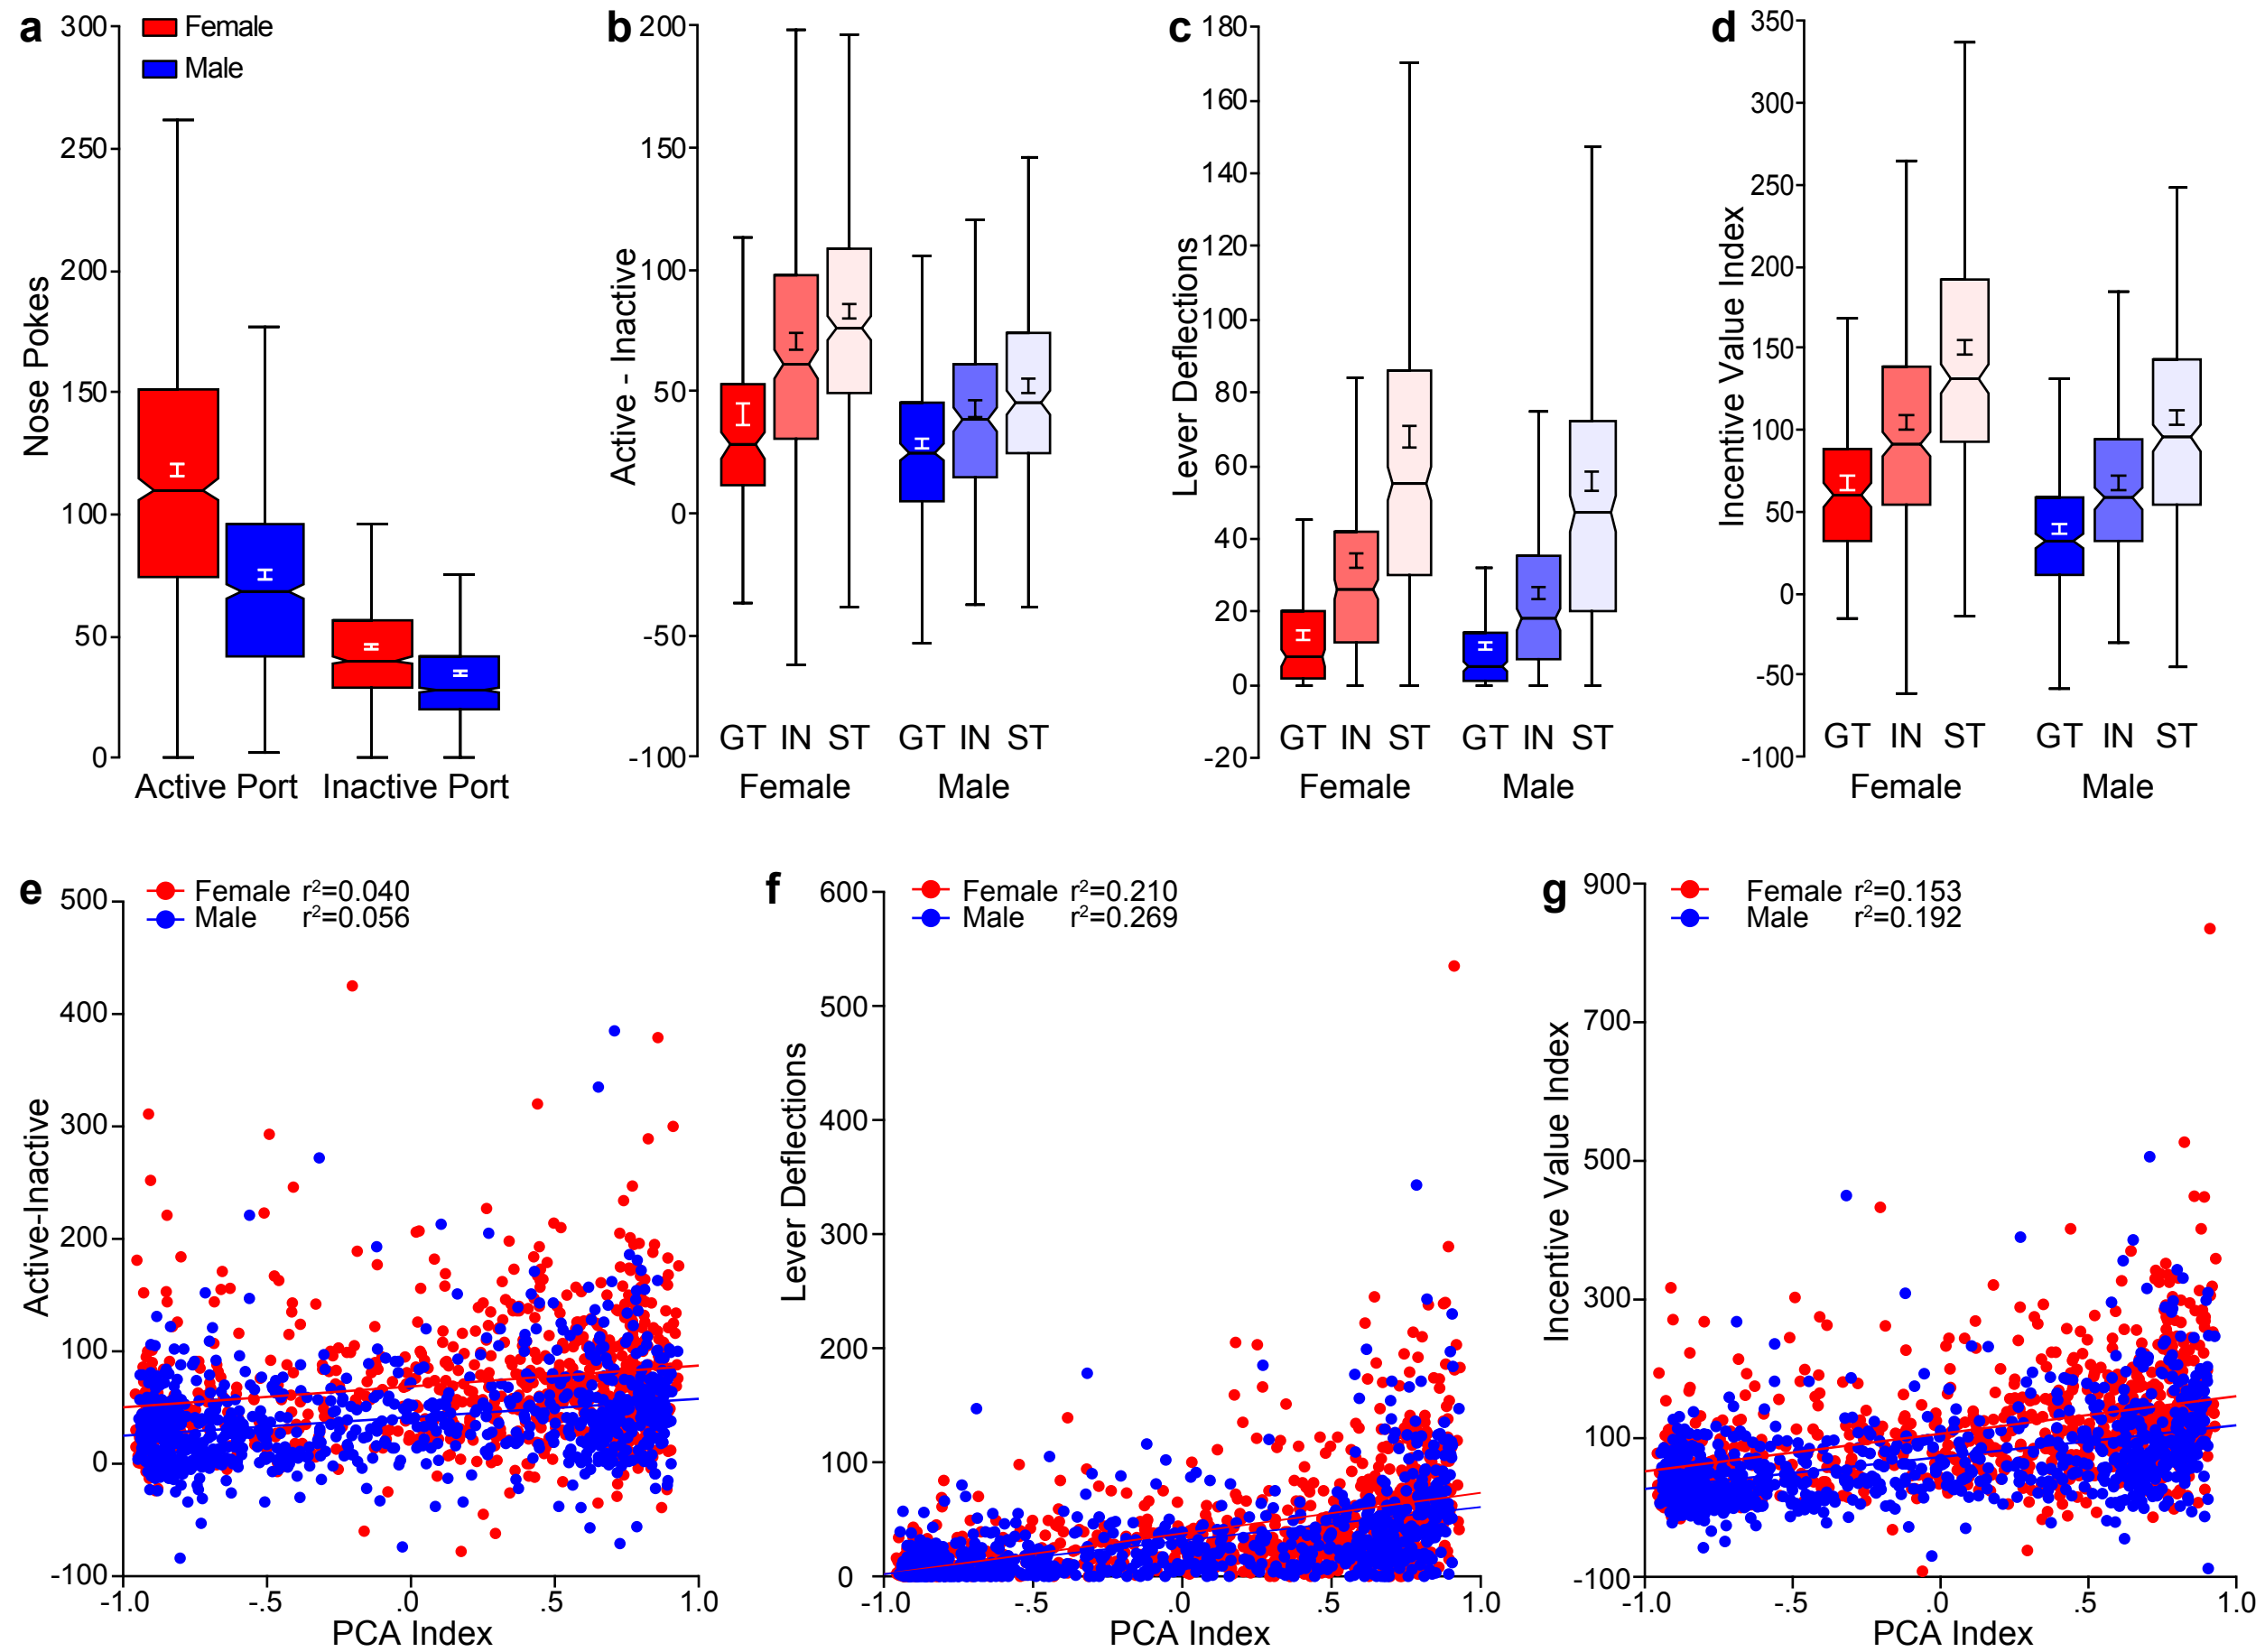 a
Female
Male
300
250
200
150
100
50
0
Nose Pokes
Active Port
Inactive Port
b
200
150
100
50
0
-50
-100
Active - Inactive
GT IN ST GT IN ST
Female Male
c
180
160
140
120
100
80
60
40
20
0
-20
Lever Deflections
GT IN ST GT IN ST
Female Male
d
350
300
250
200
150
100
50
0
-50
-100
Incentive Value Index
GT IN ST GT IN ST
Female Male
e
Female r²=0.040
Male r²=0.056
500
400
300
200
100
0
-100
Active-Inactive
-1.0 -.5 .0 .5 1.0
PCA Index
f
Female r²=0.210
Male r²=0.269
600
500
400
300
200
100
0
Lever Deflections
-1.0 -.5 .0 .5 1.0
PCA Index
g
Female r²=0.153
Male r²=0.192
900
700
500
300
100
-100
Incentive Value Index
-1.0 -.5 .0 .5 1.0
PCA Index